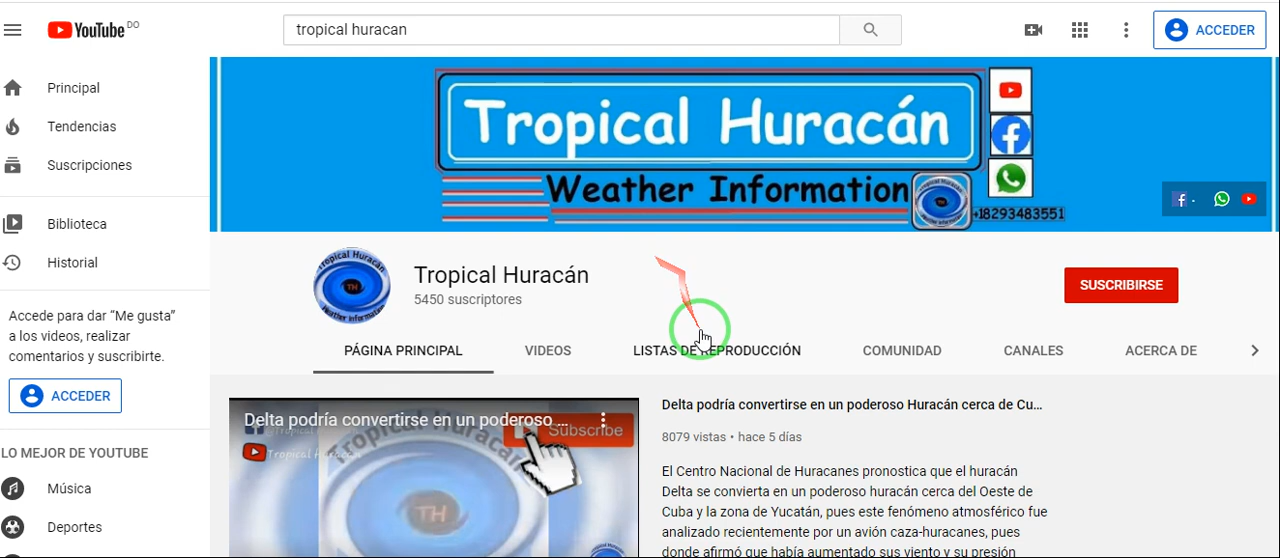 YouTube DO
tropical huracan
ACCEDER
Principal
Tendencias
Suscripciones
Biblioteca
Historial
Accede para dar “Me gusta”
a los videos, realizar
comentarios y suscribirte.
ACCEDER
LO MEJOR DE YOUTUBE
Música
Deportes
Tropical Huracán
Weather Information
+18293483551
Tropical Huracán
TH
Weather Information
Tropical Huracán
5450 suscriptores
SUSCRIBIRSE
PÁGINA PRINCIPAL
VIDEOS
LISTAS DE REPRODUCCIÓN
COMUNIDAD
CANALES
ACERCA DE
Delta podría convertirse en un poderoso ...
Subscribe
Tropical Huracán
TH
Delta podría convertirse en un poderoso Huracán cerca de Cu...
8079 vistas • hace 5 días
El Centro Nacional de Huracanes pronostica que el huracán
Delta se convierta en un poderoso huracán cerca del Oeste de
Cuba y la zona de Yucatán, pues este fenómeno atmosférico fue
analizado recientemente por un avión caza-huracanes, pues
donde afirmó que había aumentado sus viento y su presión